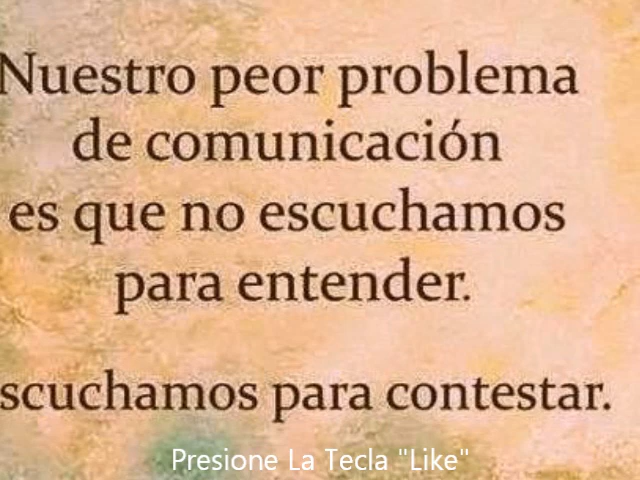 Nuestro peor problema
de comunicación
es que no escuchamos
para entender.
scuchamos para contestar.
Presione La Tecla "Like"